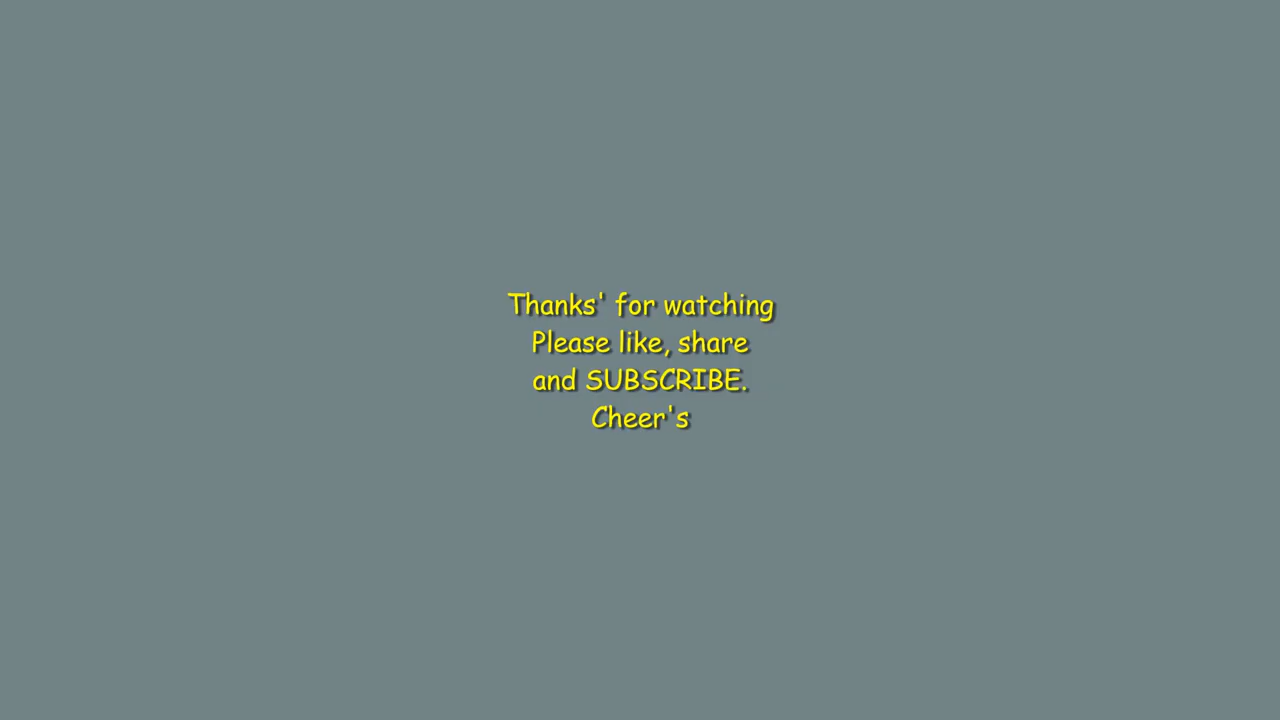 Thanks' for watching
Please like, share
and SUBSCRIBE.
Cheer's